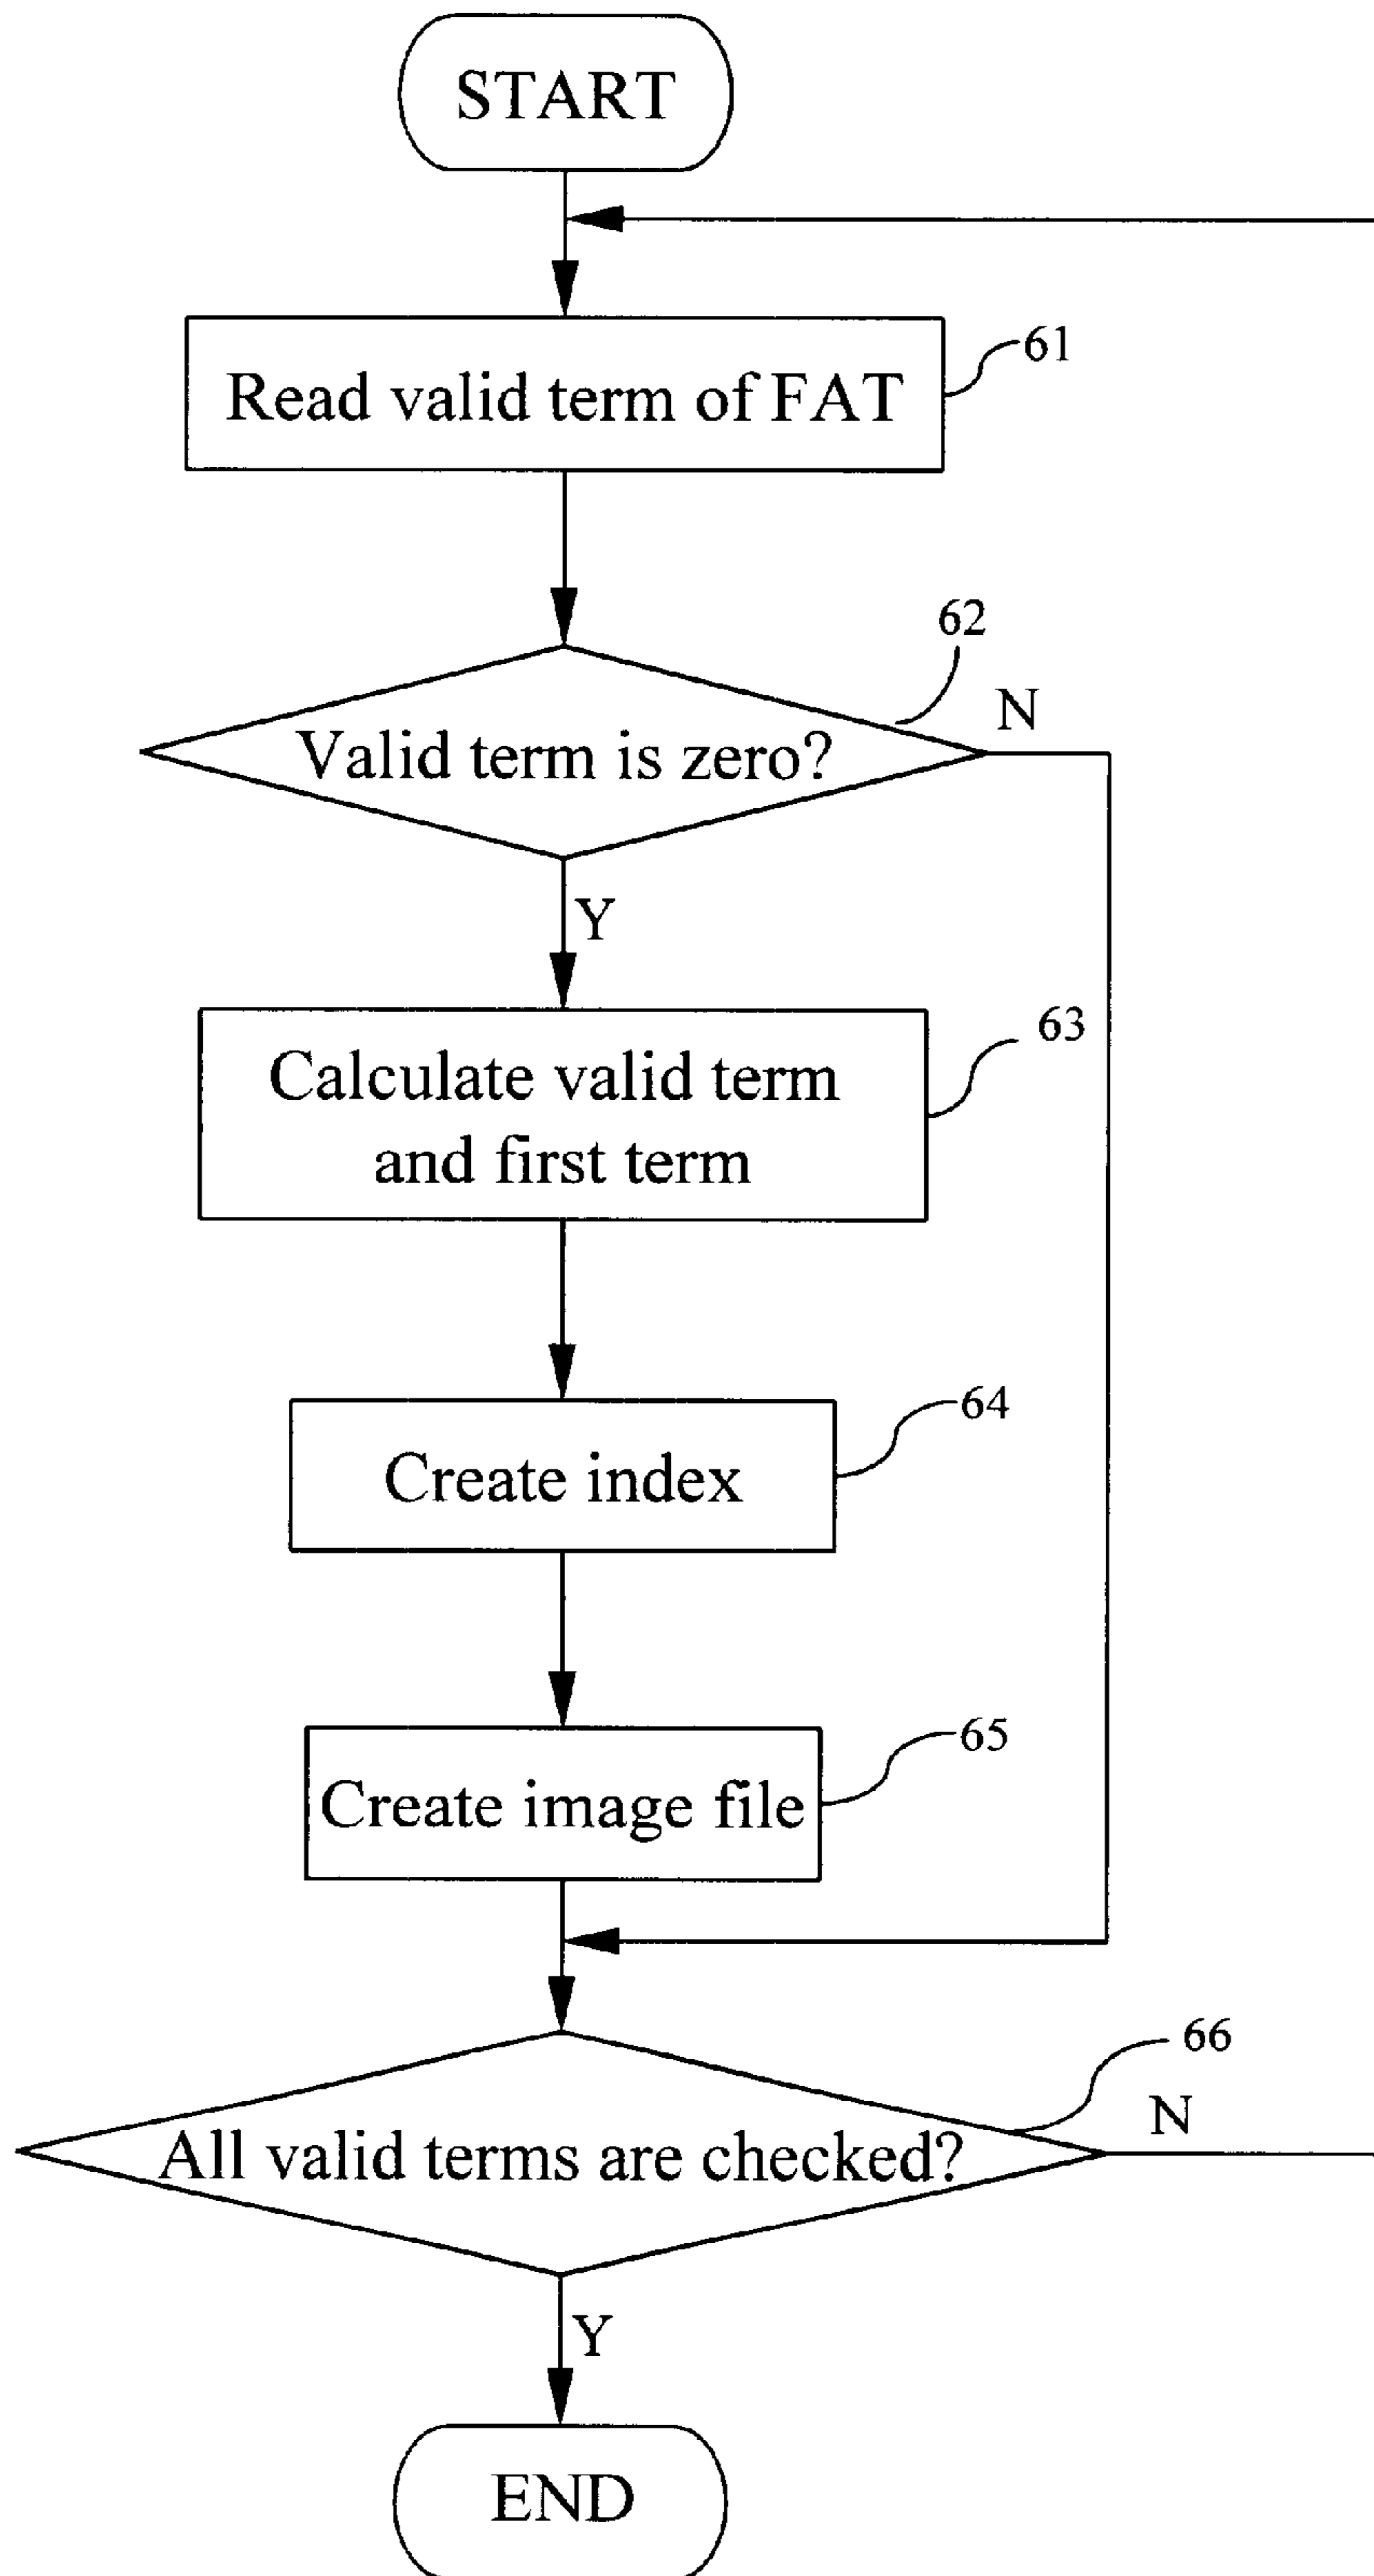 START
Read valid term of FAT
61
62
Valid term is zero?
N
Y
63
Calculate valid term
and first term
64
Create index
65
Create image file
66
N
All valid terms are checked?
Y
END